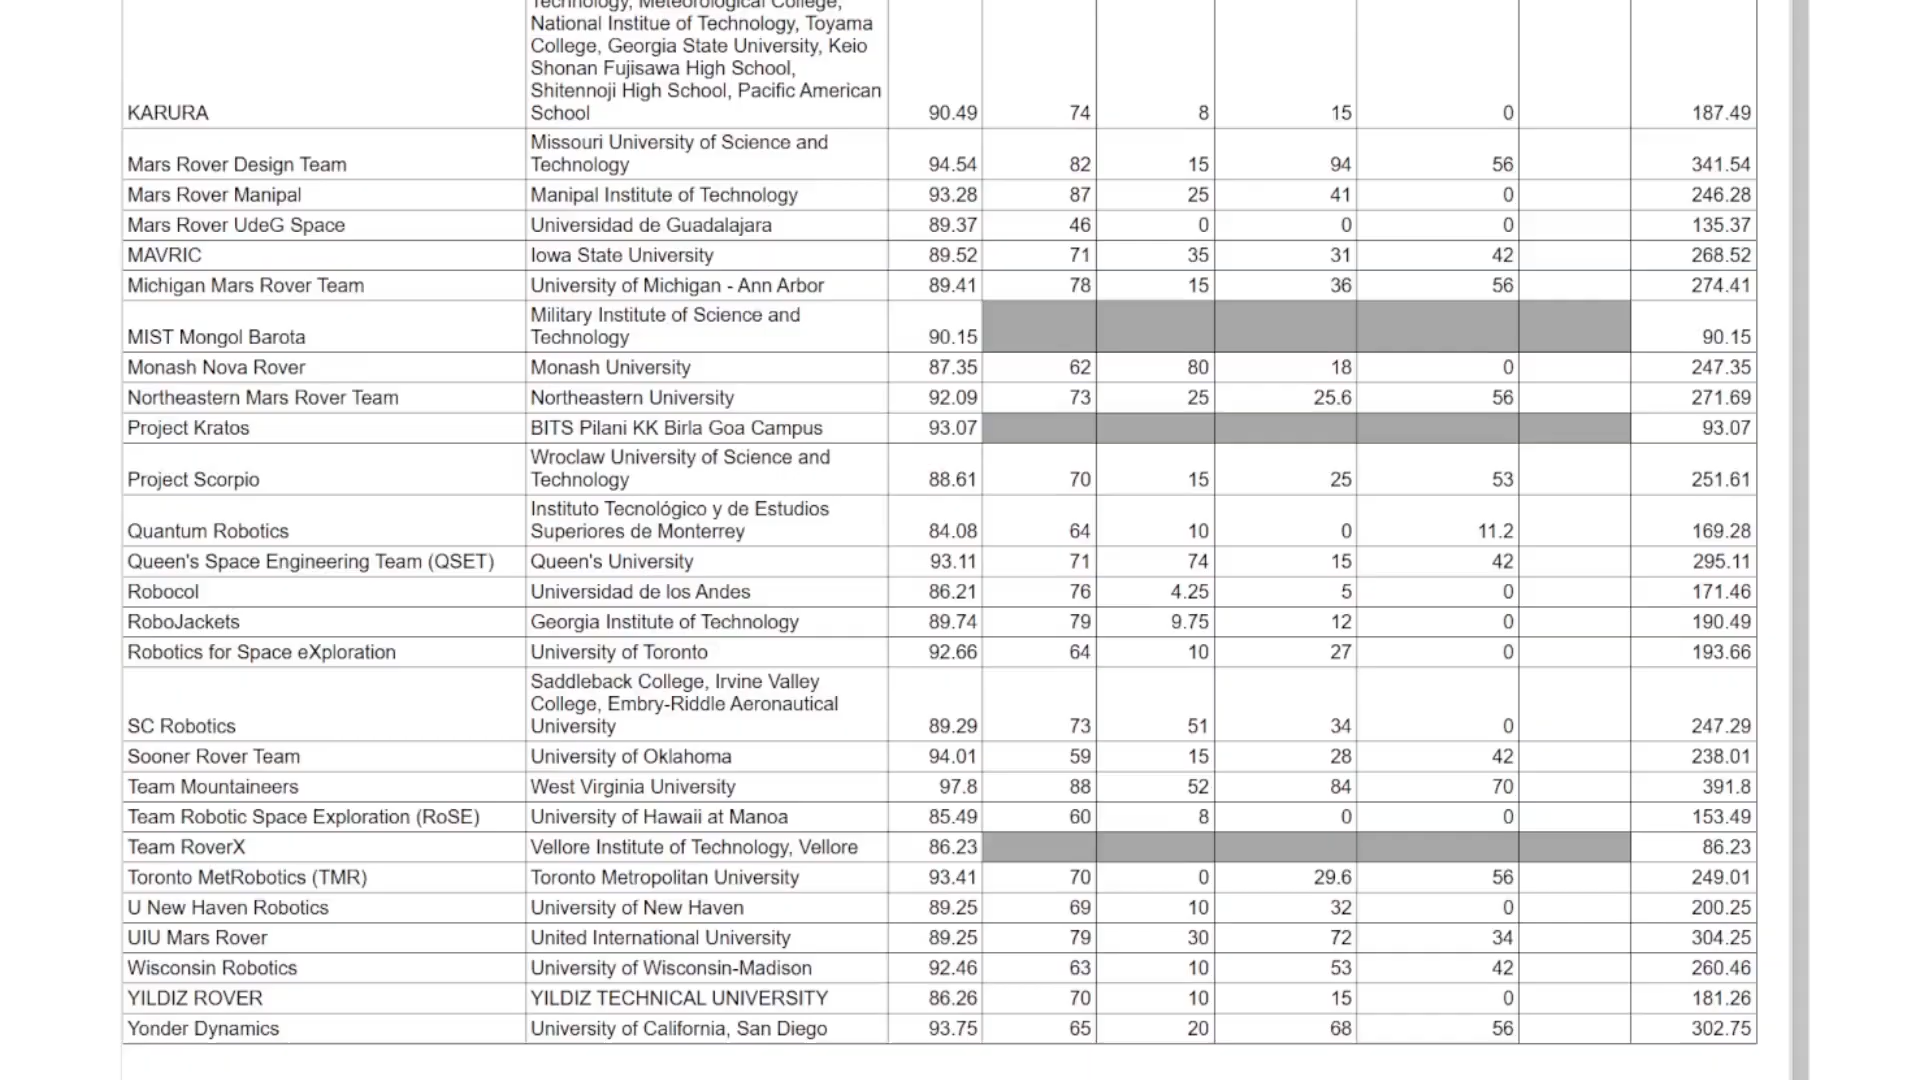 Technology, Meteorological College,
National Institue of Technology, Toyama
College, Georgia State University, Keio
Shonan Fujisawa High School,
Shitennoji High School, Pacific American
KARURA School 90.49 74 8 15 0 187.49
Missouri University of Science and
Mars Rover Design Team Technology 94.54 82 15 94 56 341.54
Mars Rover Manipal Manipal Institute of Technology 93.28 87 25 41 0 246.28
Mars Rover UdeG Space Universidad de Guadalajara 89.37 46 0 0 0 135.37
MAVRIC Iowa State University 89.52 71 35 31 42 268.52
Michigan Mars Rover Team University of Michigan - Ann Arbor 89.41 78 15 36 56 274.41
Military Institute of Science and
MIST Mongol Barota Technology 90.15 90.15
Monash Nova Rover Monash University 87.35 62 80 18 0 247.35
Northeastern Mars Rover Team Northeastern University 92.09 73 25 25.6 56 271.69
Project Kratos BITS Pilani KK Birla Goa Campus 93.07 93.07
Wroclaw University of Science and
Project Scorpio Technology 88.61 70 15 25 53 251.61
Instituto Tecnológico y de Estudios
Quantum Robotics Superiores de Monterrey 84.08 64 10 0 11.2 169.28
Queen's Space Engineering Team (QSET) Queen's University 93.11 71 74 15 42 295.11
Robocol Universidad de los Andes 86.21 76 4.25 5 0 171.46
RoboJackets Georgia Institute of Technology 89.74 79 9.75 12 0 190.49
Robotics for Space eXploration University of Toronto 92.66 64 10 27 0 193.66
Saddleback College, Irvine Valley
College, Embry-Riddle Aeronautical
SC Robotics University 89.29 73 51 34 0 247.29
Sooner Rover Team University of Oklahoma 94.01 59 15 28 42 238.01
Team Mountaineers West Virginia University 97.8 88 52 84 70 391.8
Team Robotic Space Exploration (RoSE) University of Hawaii at Manoa 85.49 60 8 0 0 153.49
Team RoverX Vellore Institute of Technology, Vellore 86.23 86.23
Toronto MetRobotics (TMR) Toronto Metropolitan University 93.41 70 0 29.6 56 249.01
U New Haven Robotics University of New Haven 89.25 69 10 32 0 200.25
UIU Mars Rover United International University 89.25 79 30 72 34 304.25
Wisconsin Robotics University of Wisconsin-Madison 92.46 63 10 53 42 260.46
YILDIZ ROVER YILDIZ TECHNICAL UNIVERSITY 86.26 70 10 15 0 181.26
Yonder Dynamics University of California, San Diego 93.75 65 20 68 56 302.75